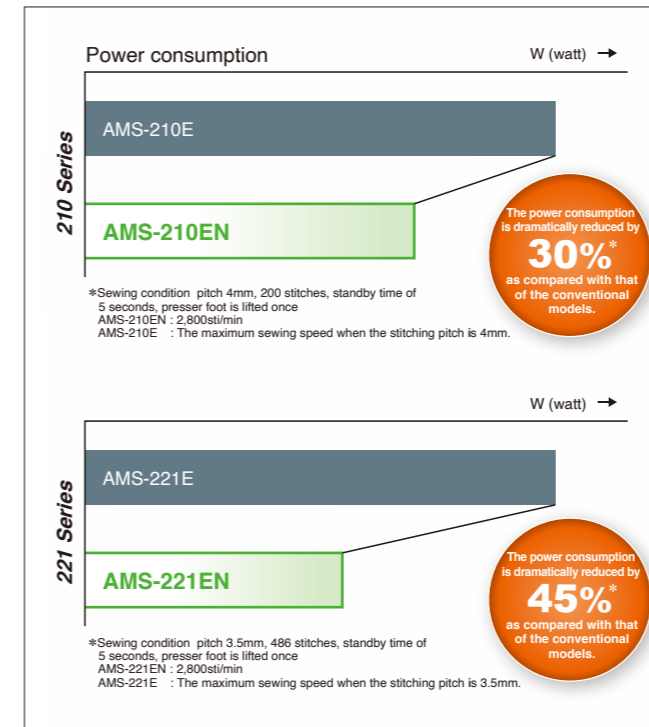 Power consumption
W (watt) →
210 Series
AMS-210E
AMS-210EN
The power consumption
is dramatically reduced by
30%*
as compared with that
of the conventional
models.
*Sewing condition pitch 4mm, 200 stitches, standby time of
5 seconds, presser foot is lifted once
AMS-210EN : 2,800sti/min
AMS-210E : The maximum sewing speed when the stitching pitch is 4mm.
W (watt) →
221 Series
AMS-221E
AMS-221EN
The power consumption
is dramatically reduced by
45%*
as compared with that
of the conventional
models.
*Sewing condition pitch 3.5mm, 486 stitches, standby time of
5 seconds, presser foot is lifted once
AMS-221EN : 2,800sti/min
AMS-221E : The maximum sewing speed when the stitching pitch is 3.5mm.